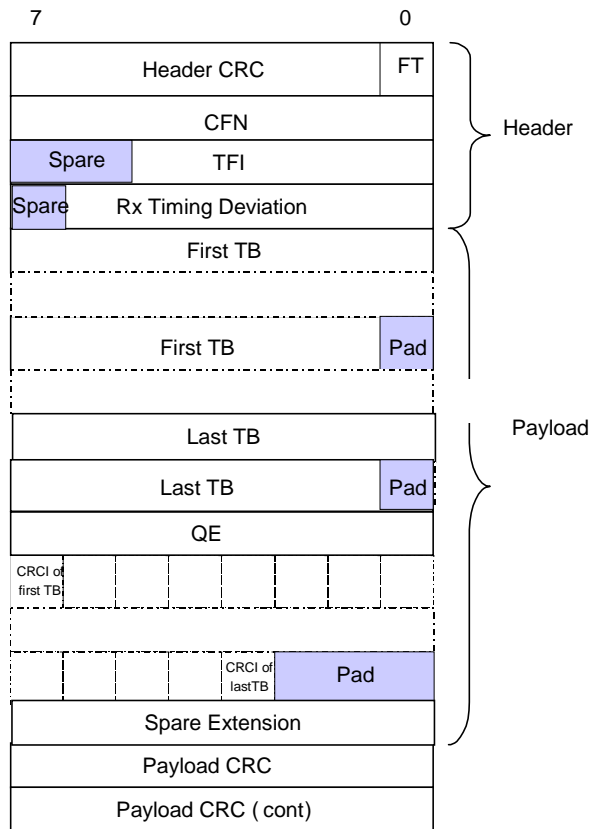 7 0
Header CRC FT
CFN
Header
Spare TFI
Spare Rx Timing Deviation
First TB
First TB Pad
Payload
Last TB
Last TB Pad
QE
CRCI of
first TB
CRCI of
lastTB
Pad
Spare Extension
Payload CRC
Payload CRC ( cont)